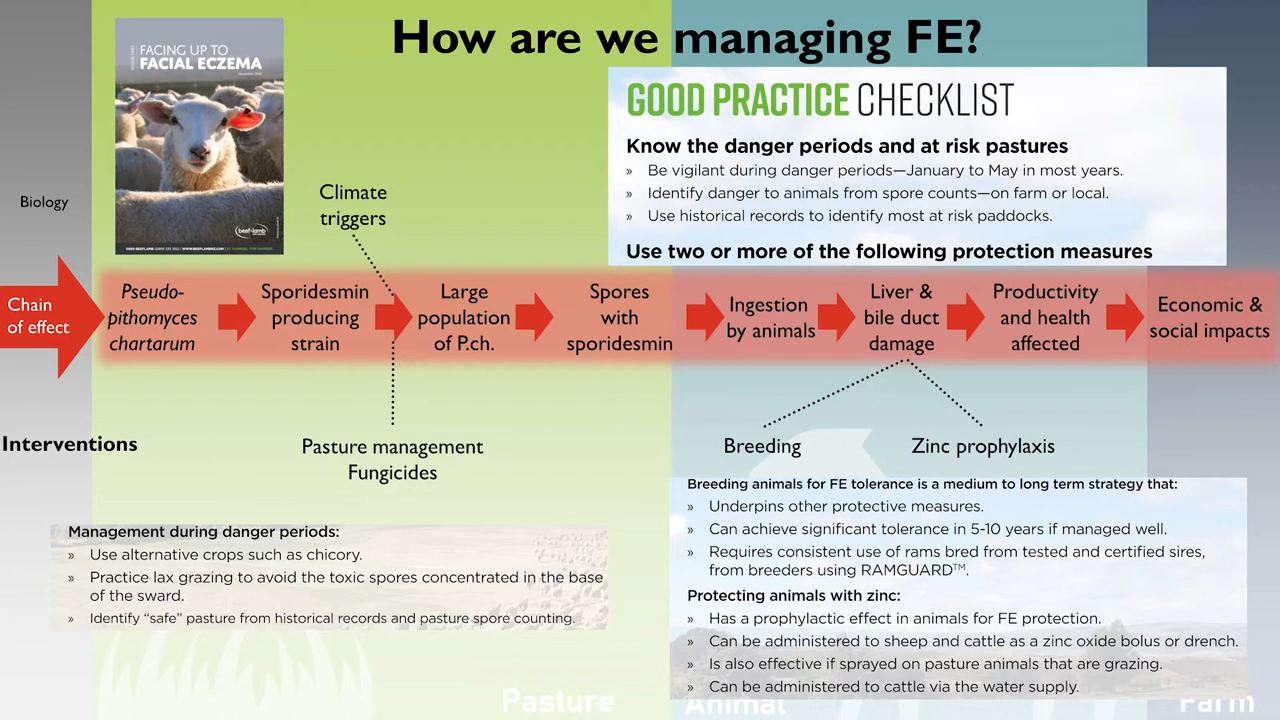 How are we managing FE?
FACING UP TO
FACIAL ECZEMA
beef+lamb
GOOD PRACTICE CHECKLIST
Know the danger periods and at risk pastures
» Be vigilant during danger periods—January to May in most years.
» Identify danger to animals from spore counts—on farm or local.
» Use historical records to identify most at risk paddocks.
Use two or more of the following protection measures
Biology
Climate
triggers
Chain
of effect
Pseudo-
pithomyces
chartarum
Sporidesmin
producing
strain
Large
population
of P.ch.
Spores
with
sporidesmin
Ingestion
by animals
Liver &
bile duct
damage
Productivity
and health
affected
Economic &
social impacts
Interventions
Pasture management
Fungicides
Breeding
Zinc prophylaxis
Management during danger periods:
» Use alternative crops such as chicory.
» Practice lax grazing to avoid the toxic spores concentrated in the base
of the sward.
» Identify “safe” pasture from historical records and pasture spore counting.
Breeding animals for FE tolerance is a medium to long term strategy that:
» Underpins other protective measures.
» Can achieve significant tolerance in 5-10 years if managed well.
» Requires consistent use of rams bred from tested and certified sires,
from breeders using RAMGUARD™.
Protecting animals with zinc:
» Has a prophylactic effect in animals for FE protection.
» Can be administered to sheep and cattle as a zinc oxide bolus or drench.
» Is also effective if sprayed on pasture animals that are grazing.
» Can be administered to cattle via the water supply.
Pasture
Animal
Farm